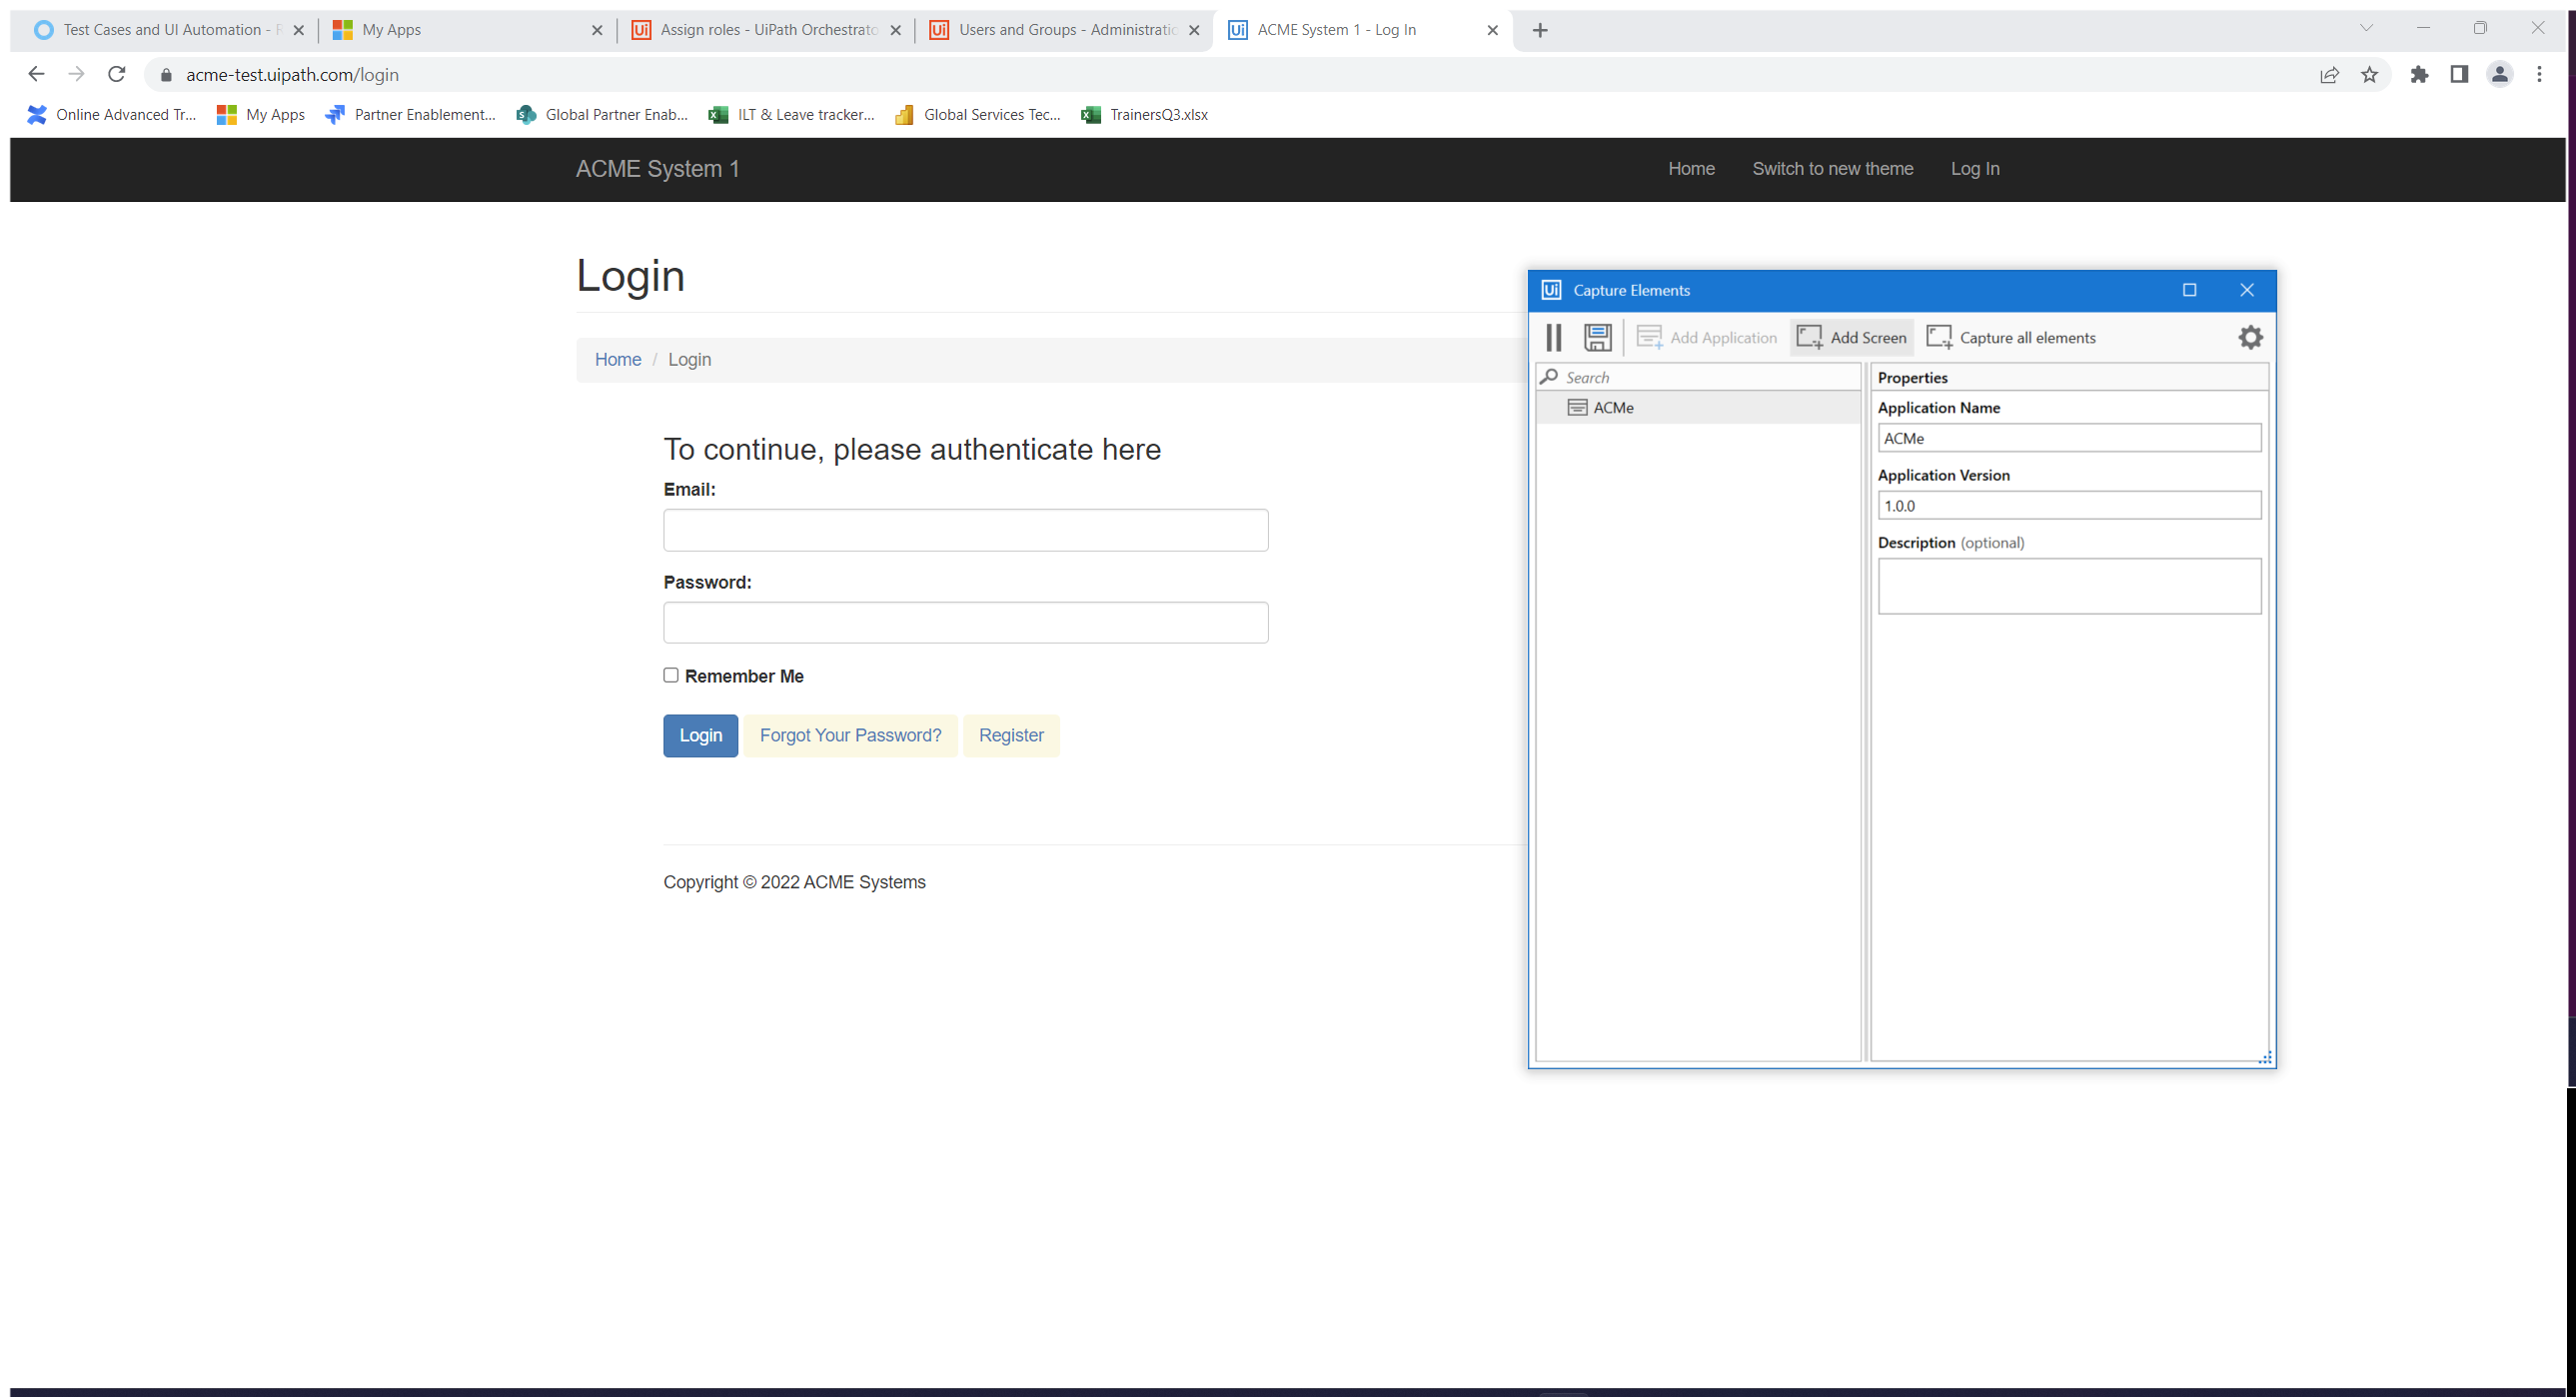 Test Cases and UI Automation - R
My Apps
Assign roles - UiPath Orchestrato
Users and Groups - Administratio
ACME System 1 - Log In
acme-test.uipath.com/login
Online Advanced Tr...
My Apps
Partner Enablement...
Global Partner Enab...
ILT & Leave tracker...
Global Services Tec...
TrainersQ3.xlsx
ACME System 1
Home
Switch to new theme
Log In
Login
Home / Login
To continue, please authenticate here
Email:
Password:
Remember Me
Login
Forgot Your Password?
Register
Copyright © 2022 ACME Systems
Ui Capture Elements
Add Application
Add Screen
Capture all elements
Search
ACMe
Properties
Application Name
ACMe
Application Version
1.0.0
Description (optional)